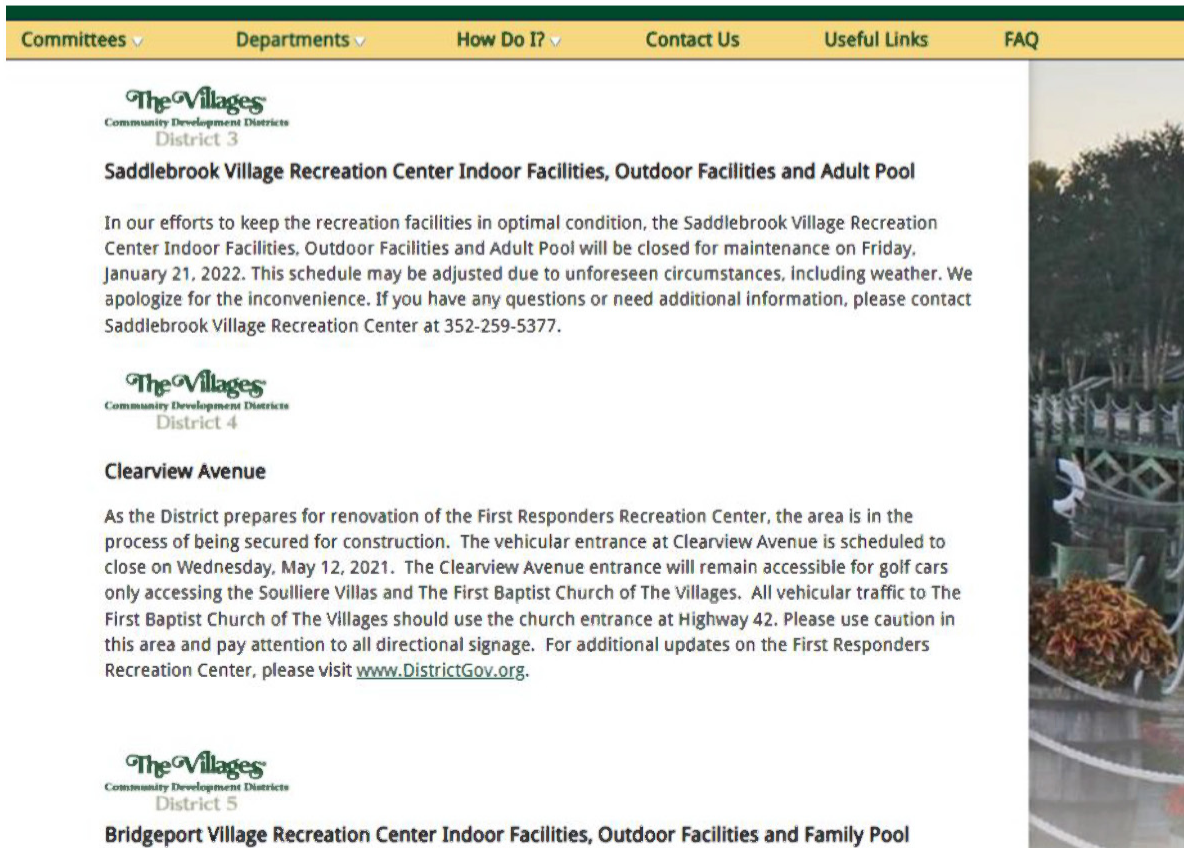 Committees Departments How Do I? Contact Us Useful Links FAQ
The Villages
Community Development Districts
District 3
Saddlebrook Village Recreation Center Indoor Facilities, Outdoor Facilities and Adult Pool
In our efforts to keep the recreation facilities in optimal condition, the Saddlebrook Village Recreation
Center Indoor Facilities, Outdoor Facilities and Adult Pool will be closed for maintenance on Friday,
January 21, 2022. This schedule may be adjusted due to unforeseen circumstances, including weather. We
apologize for the inconvenience. If you have any questions or need additional information, please contact
Saddlebrook Village Recreation Center at 352-259-5377.
The Villages
Community Development Districts
District 4
Clearview Avenue
As the District prepares for renovation of the First Responders Recreation Center, the area is in the
process of being secured for construction. The vehicular entrance at Clearview Avenue is scheduled to
close on Wednesday, May 12, 2021. The Clearview Avenue entrance will remain accessible for golf cars
only accessing the Soulliere Villas and The First Baptist Church of The Villages. All vehicular traffic to The
First Baptist Church of The Villages should use the church entrance at Highway 42. Please use caution in
this area and pay attention to all directional signage. For additional updates on the First Responders
Recreation Center, please visit www.DistrictGov.org.
The Villages
Community Development Districts
District 5
Bridgeport Village Recreation Center Indoor Facilities, Outdoor Facilities and Family Pool